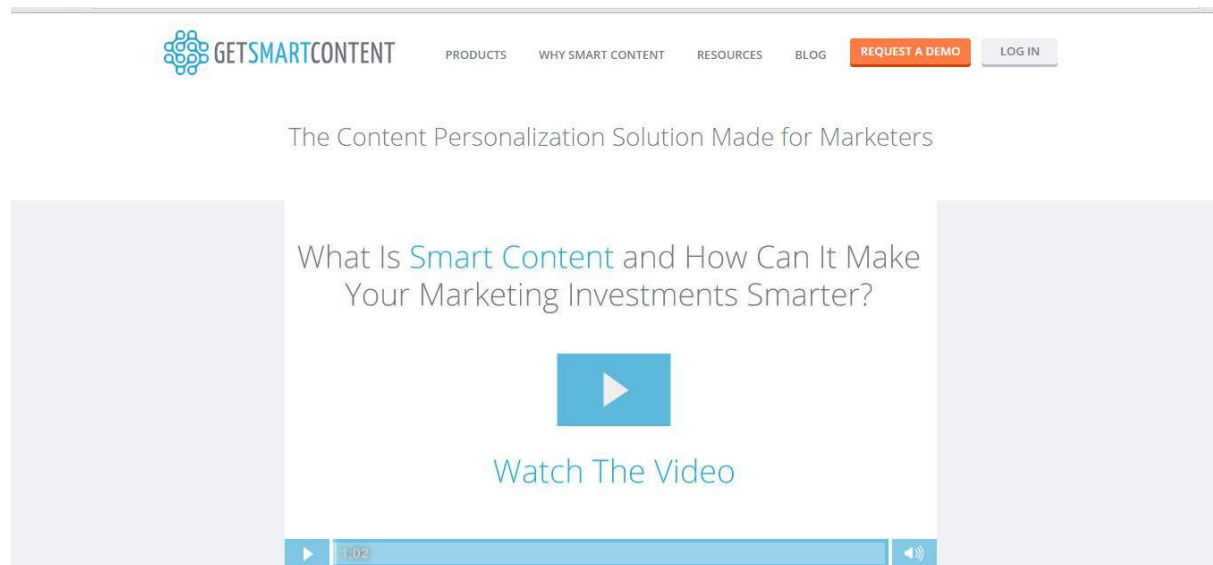 GETSMARTCONTENT
PRODUCTS WHY SMART CONTENT RESOURCES BLOG REQUEST A DEMO LOG IN
The Content Personalization Solution Made for Marketers
What Is Smart Content and How Can It Make
Your Marketing Investments Smarter?
Watch The Video
1:02